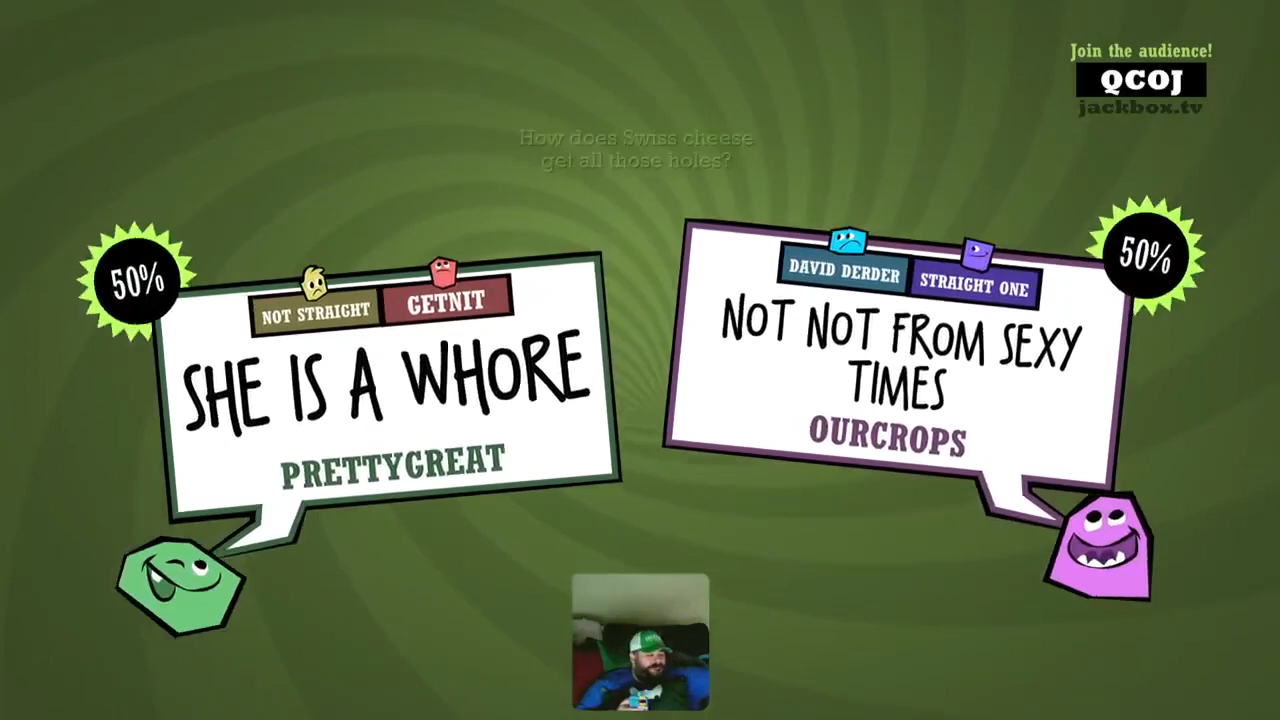 Join the audience!
QCOJ
jackbox.tv
How does Swiss cheese
get all those holes?
50%
NOT STRAIGHT
GETNIT
SHE IS A WHORE
PRETTYGREAT
50%
DAVID DERDER
STRAIGHT ONE
NOT NOT FROM SEXY
TIMES
OURCROPS